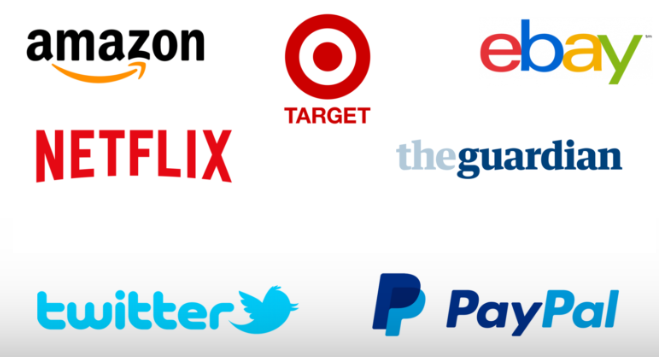 amazon
TARGET
ebay
NETFLIX
theguardian
twitter
PayPal